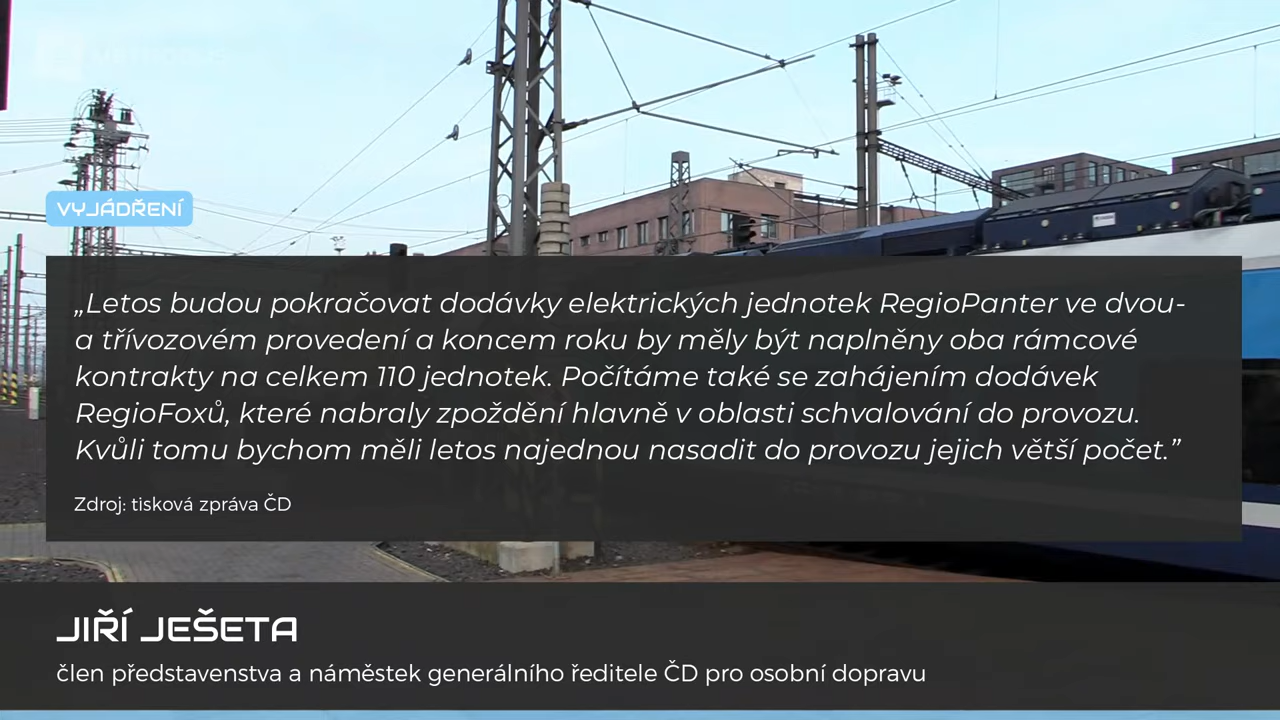 VYJÁDŘENÍ
„Letos budou pokračovat dodávky elektrických jednotek RegioPanter ve dvou-
a třívozovém provedení a koncem roku by měly být naplněny oba rámcové
kontrakty na celkem 110 jednotek. Počítáme také se zahájením dodávek
RegioFoxů, které nabraly zpoždění hlavně v oblasti schvalování do provozu.
Kvůli tomu bychom měli letos najednou nasadit do provozu jejich větší počet.”
Zdroj: tisková zpráva ČD
JIŘÍ JEŠETA
člen představenstva a náměstek generálního ředitele ČD pro osobní dopravu